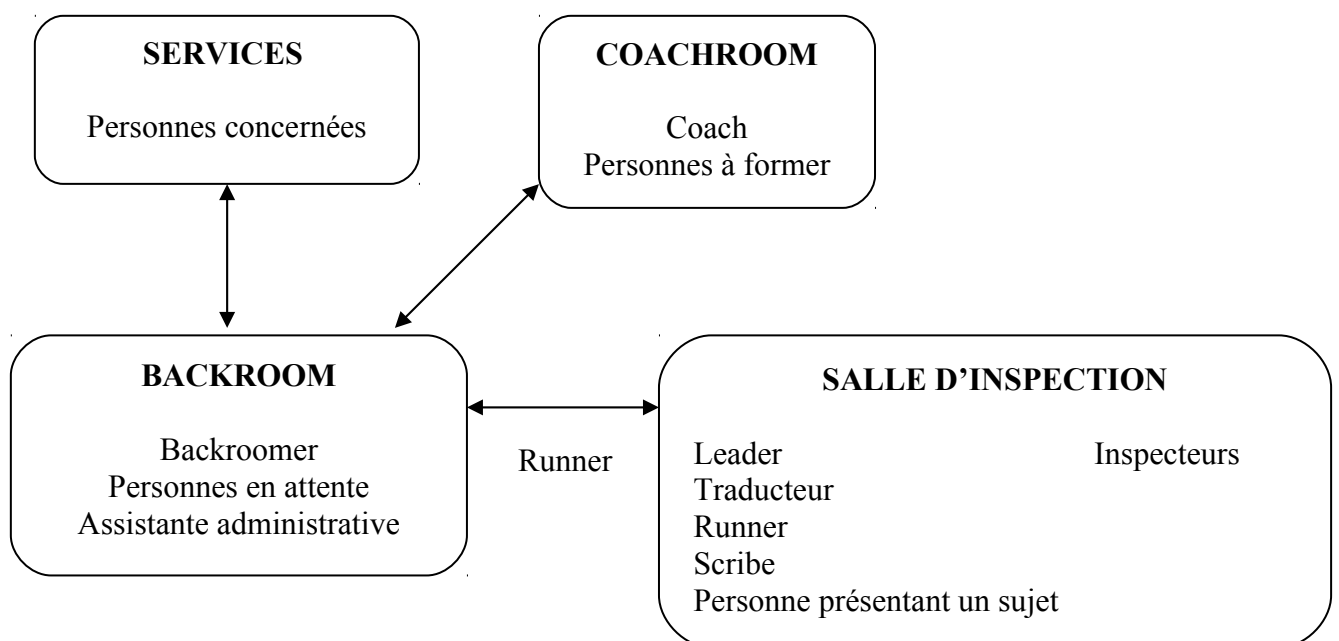 SERVICES
Personnes concernées
COACHROOM
Coach
Personnes à former
BACKROOM
Backroomer
Personnes en attente
Assistante administrative
Runner
SALLE D’INSPECTION
Leader Inspecteurs
Traducteur
Runner
Scribe
Personne présentant un sujet